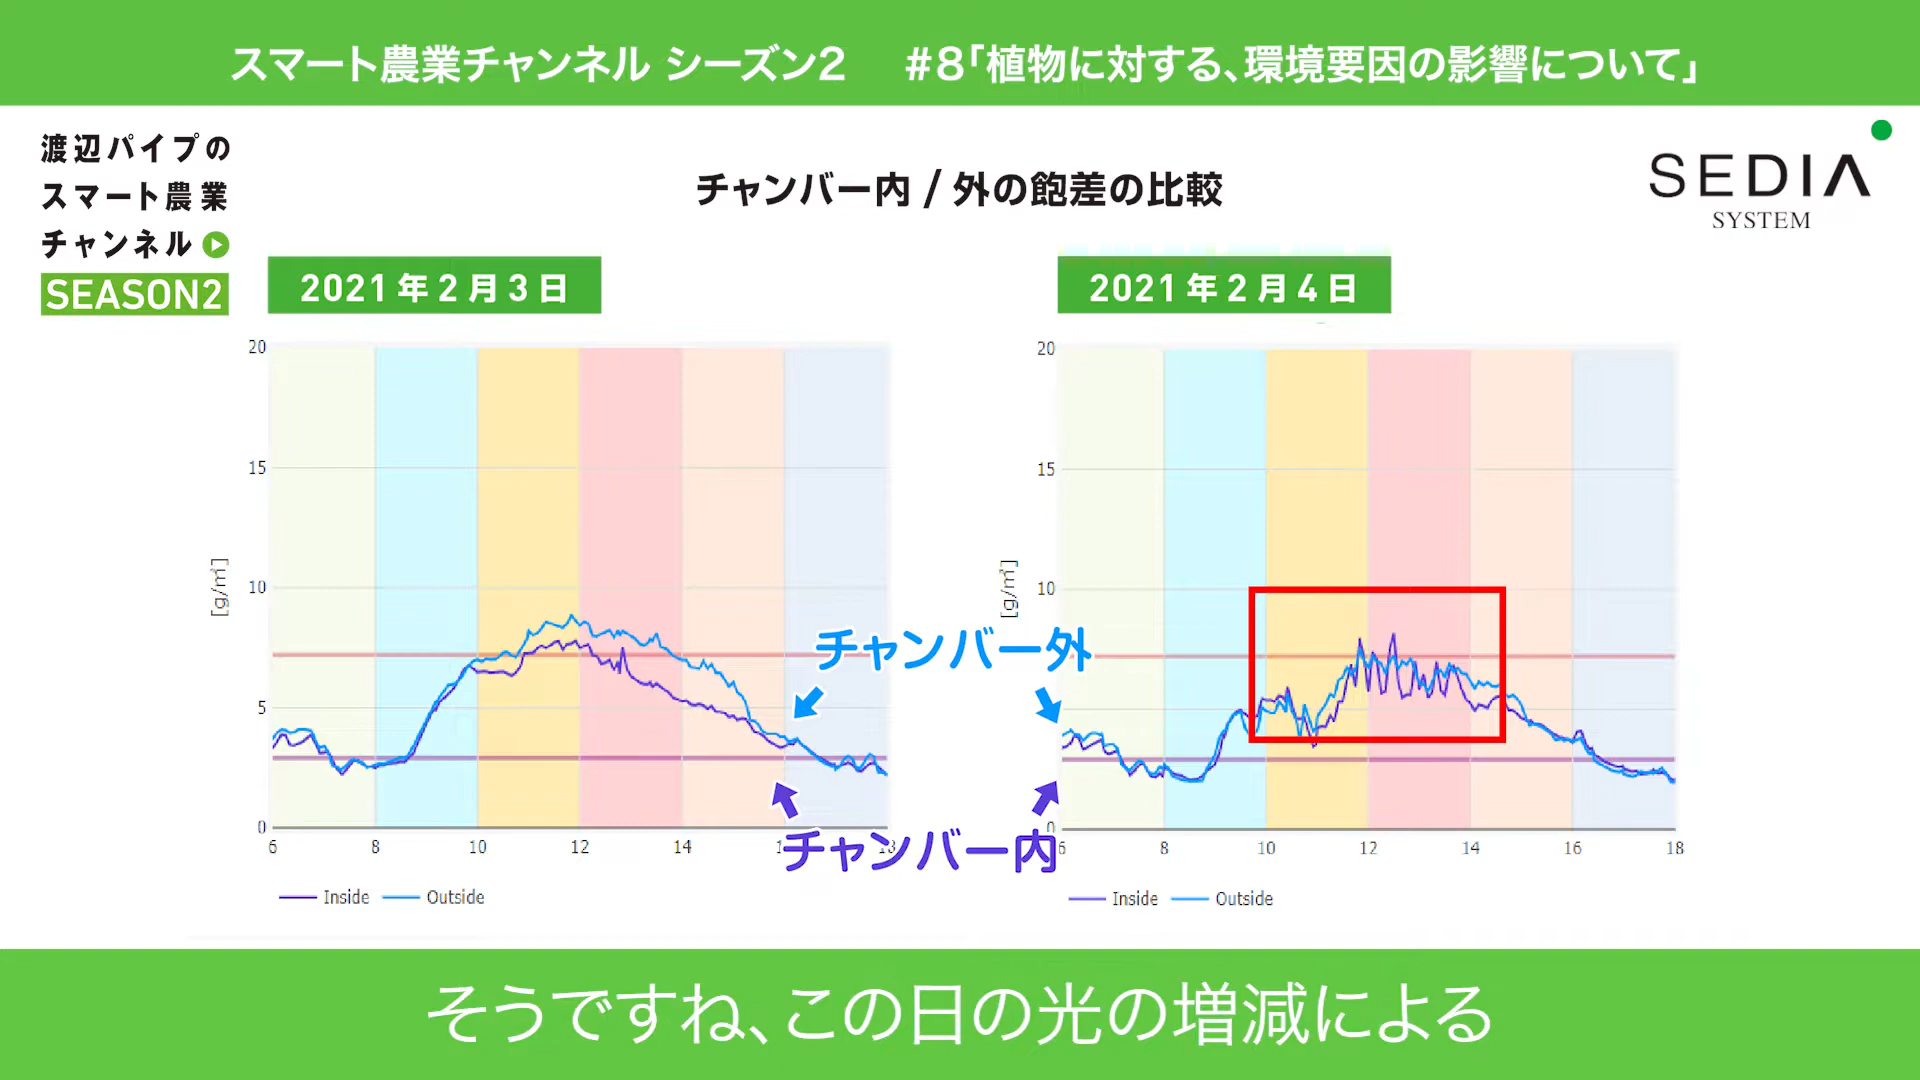 スマート農業チャンネル シーズン2 #8「植物に対する、環境要因の影響について」
渡辺パイプの
スマート農業
チャンネル
SEASON2
チャンバー内 / 外の飽差の比較
SEDIA
SYSTEM
2021年2月3日
20
15
10
5
0
[g/㎥]
6 8 10 12 14 18
Inside Outside
チャンバー外
チャンバー内
2021年2月4日
20
15
10
0
[g/㎥]
6 8 10 12 14 16 18
Inside Outside
そうですね、この日の光の増減による